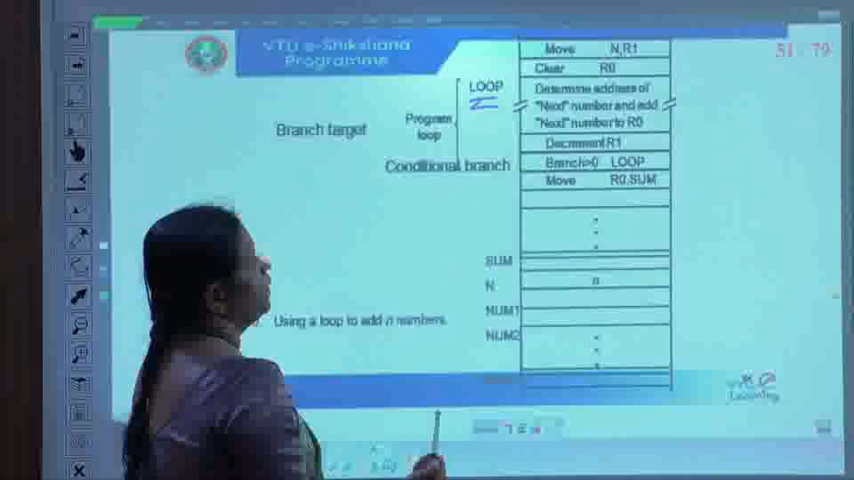 VTU e-Shikshana
Programme
51 - 79
Move N,R1
Clear R0
LOOP
Determine address of
"Next" number and add
"Next" number to R0
Program
loop
Branch target
Decrement R1
Conditional branch
Branch>0 LOOP
Move R0,SUM
SUM
N
n
NUM1
NUM2
Using a loop to add n numbers.
Learning